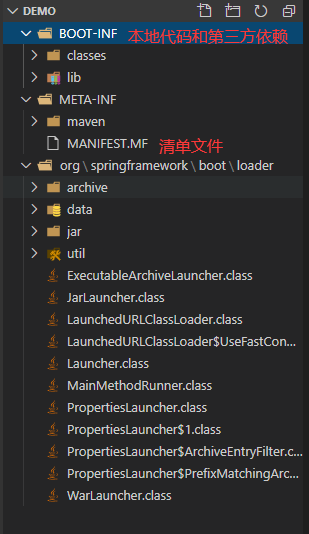 DEMO
BOOT-INF 本地代码和第三方依赖
classes
lib
META-INF
maven
MANIFEST.MF 清单文件
org\springframework\boot\loader
archive
data
jar
util
ExecutableArchiveLauncher.class
JarLauncher.class
LaunchedURLClassLoader.class
LaunchedURLClassLoader$UseFastCon...
Launcher.class
MainMethodRunner.class
PropertiesLauncher.class
PropertiesLauncher$1.class
PropertiesLauncher$ArchiveEntryFilter.c...
PropertiesLauncher$PrefixMatchingArc...
WarLauncher.class